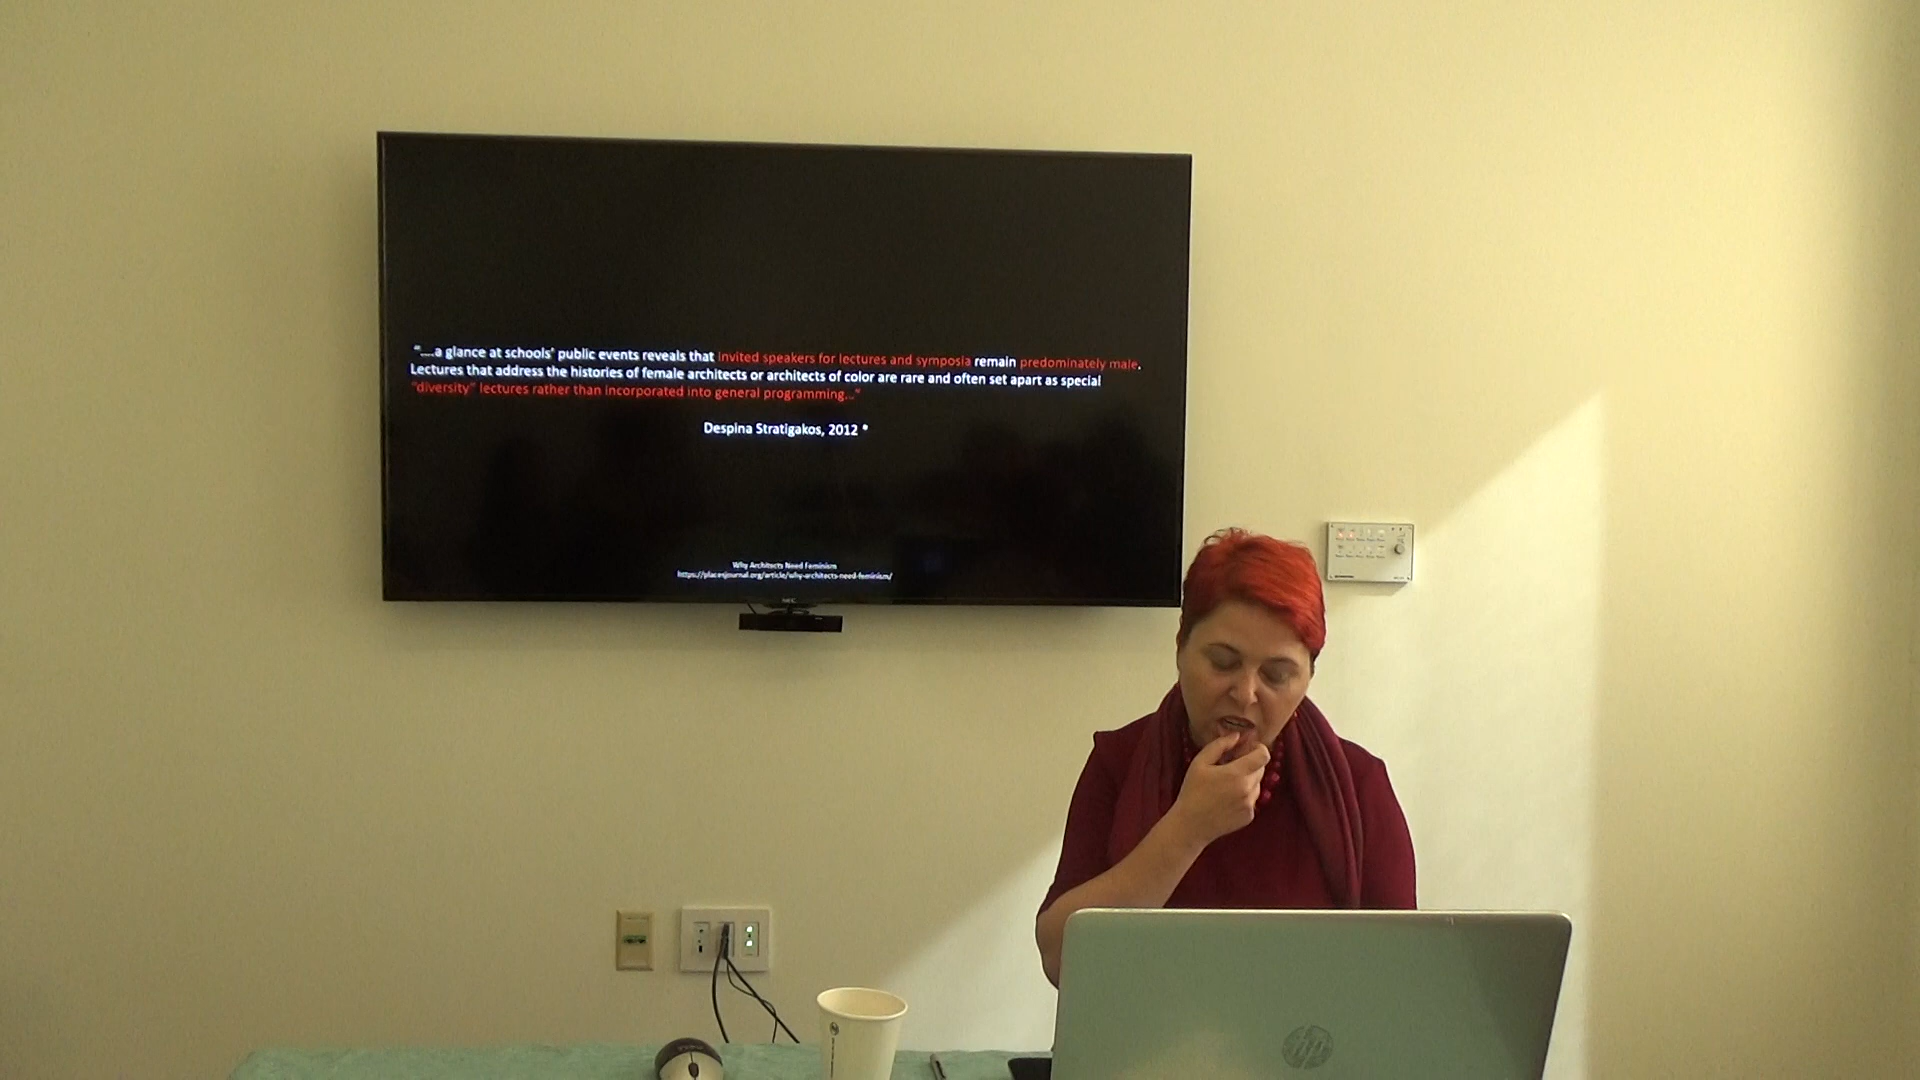 “....a glance at schools' public events reveals that invited speakers for lectures and symposia remain predominately male.
Lectures that address the histories of female architects or architects of color are rare and often set apart as special
“diversity” lectures rather than incorporated into general programming...”
Despina Stratigakos, 2012 *
Why Architects Need Feminism
https://placesjournal.org/article/why-architects-need-feminism/
NEC
hp